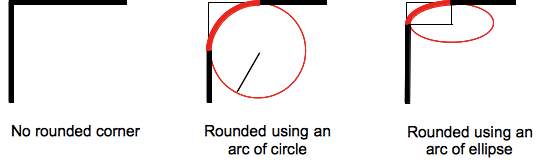 No rounded corner
Rounded using an
arc of circle
Rounded using an
arc of ellipse